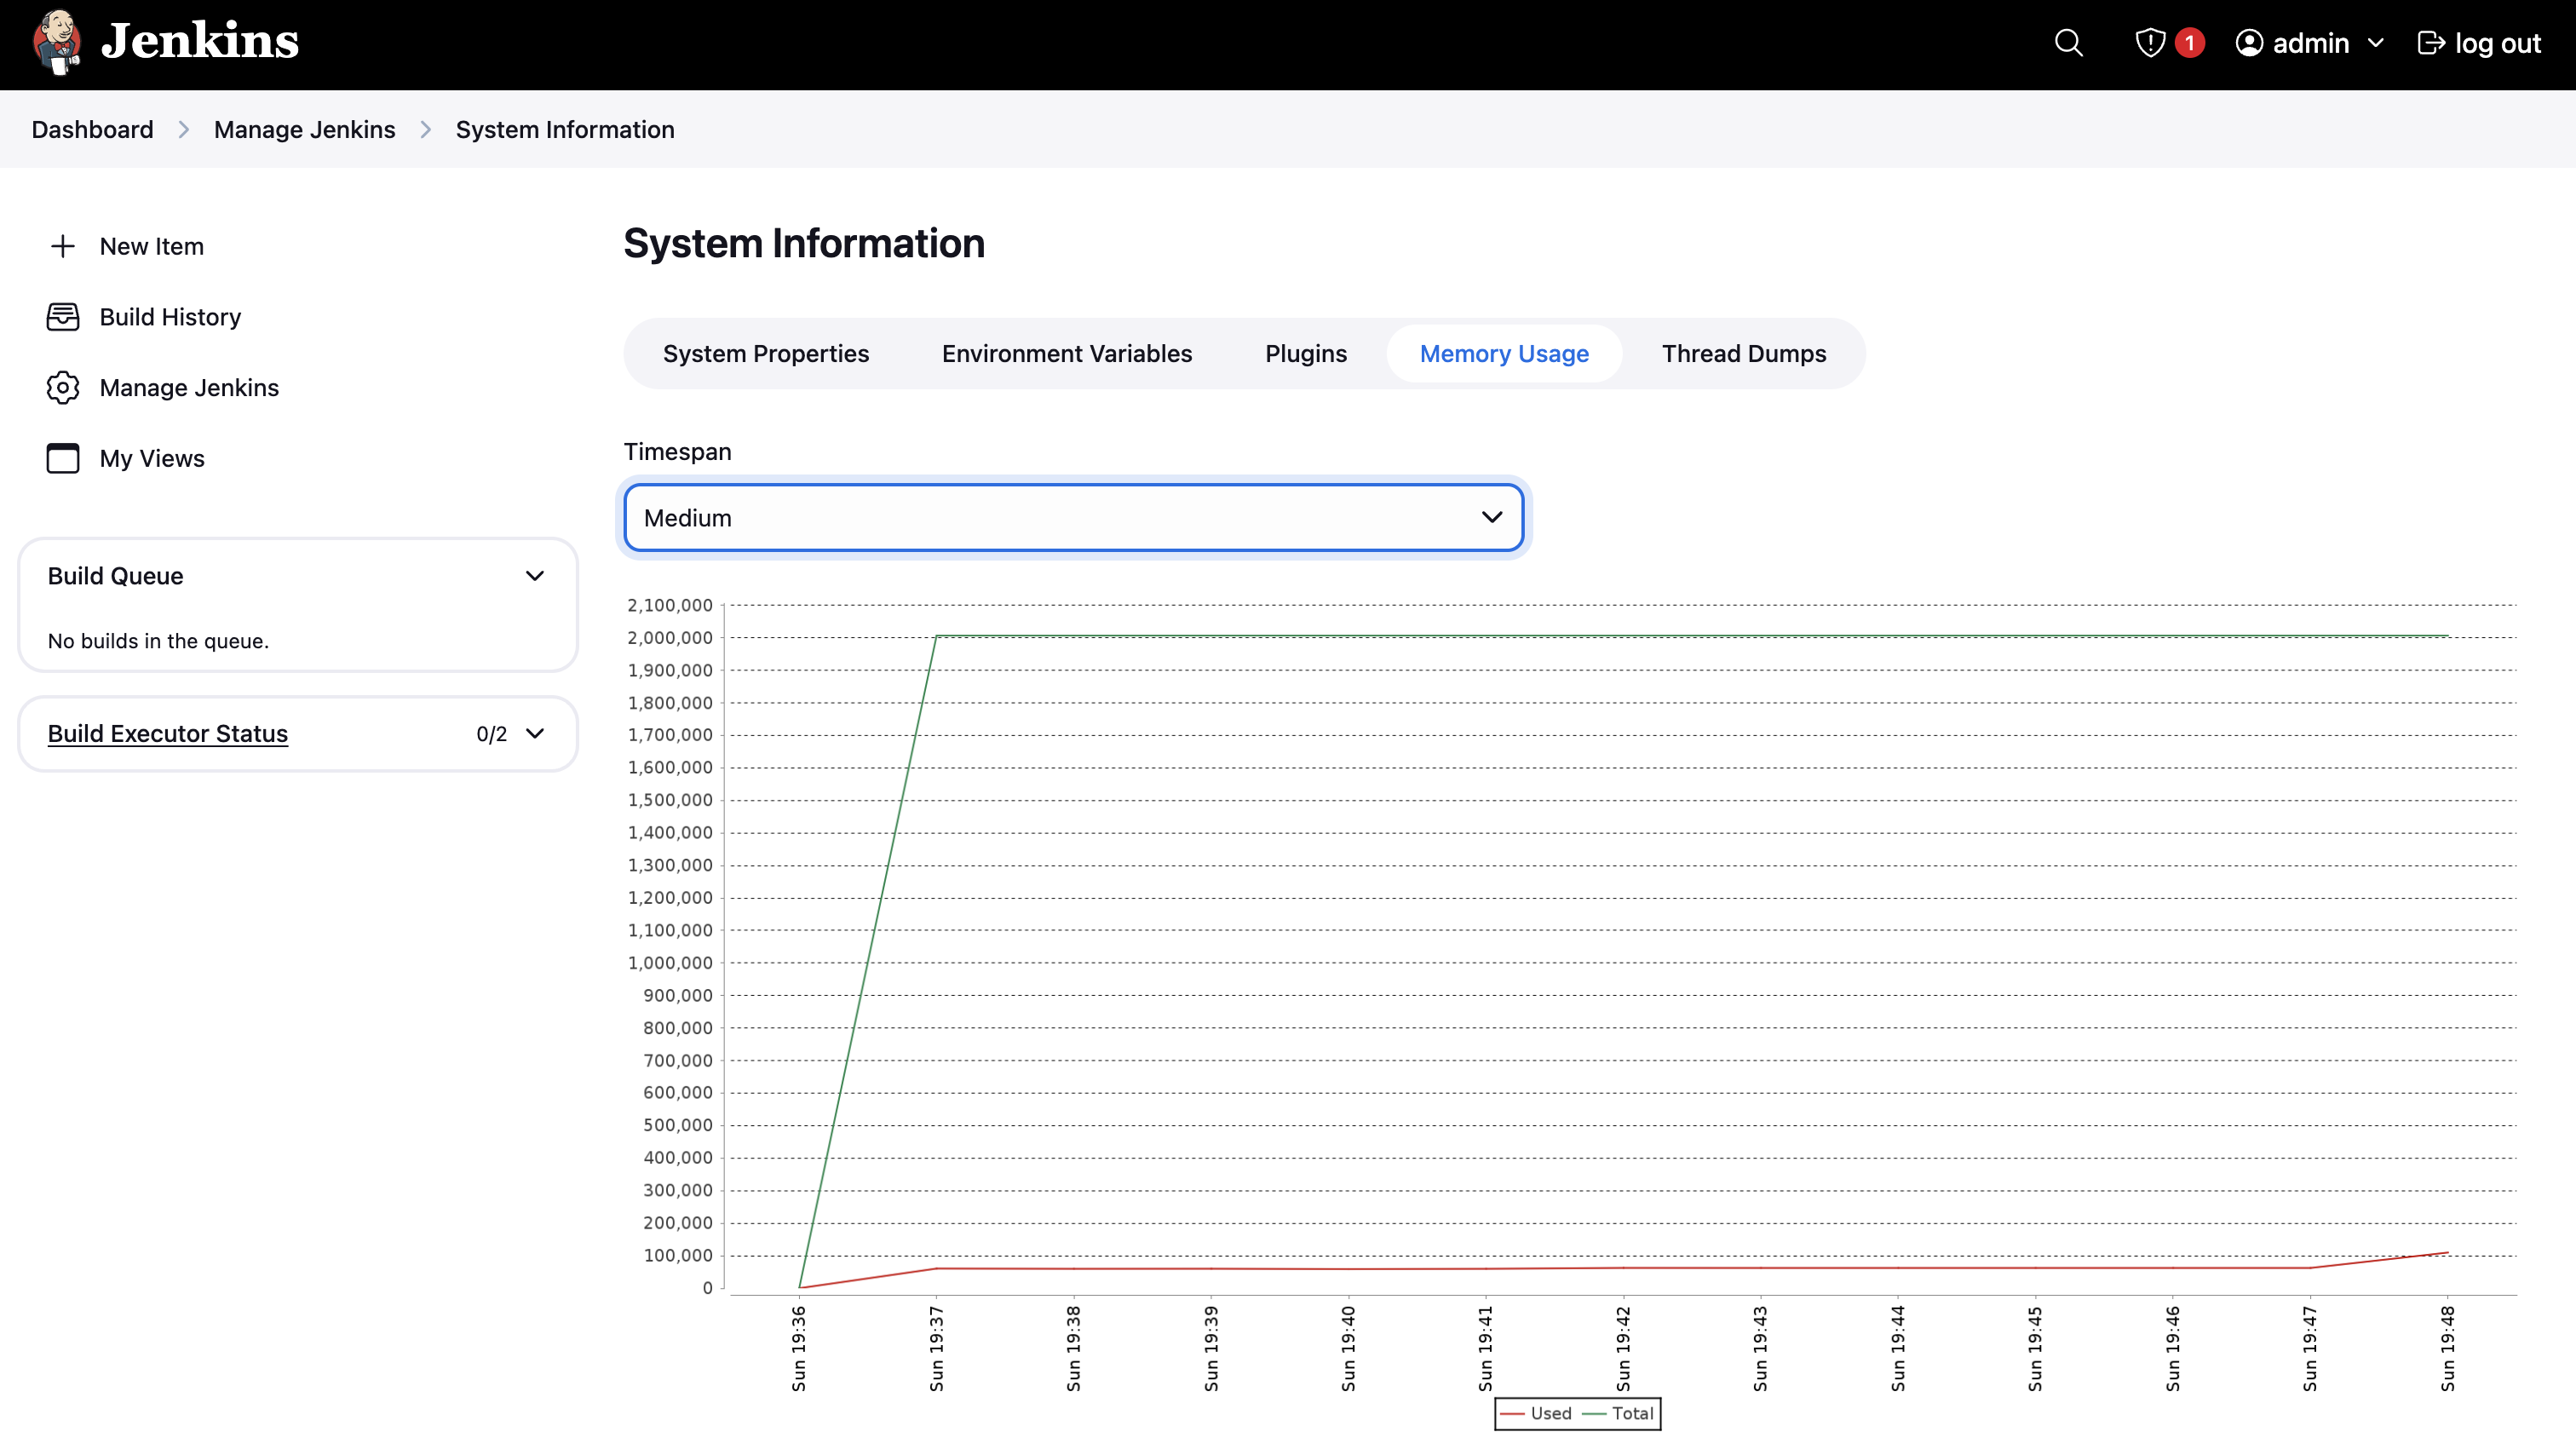 Jenkins
1
admin
log out
Dashboard
Manage Jenkins
System Information
New Item
Build History
Manage Jenkins
My Views
Build Queue
No builds in the queue.
Build Executor Status
0/2
System Information
System Properties
Environment Variables
Plugins
Memory Usage
Thread Dumps
Timespan
Medium
2,100,000
2,000,000
1,900,000
1,800,000
1,700,000
1,600,000
1,500,000
1,400,000
1,300,000
1,200,000
1,100,000
1,000,000
900,000
800,000
700,000
600,000
500,000
400,000
300,000
200,000
100,000
0
Sun 19:36
Sun 19:37
Sun 19:38
Sun 19:39
Sun 19:40
Sun 19:41
Sun 19:42
Sun 19:43
Sun 19:44
Sun 19:45
Sun 19:46
Sun 19:47
Sun 19:48
Used
Total